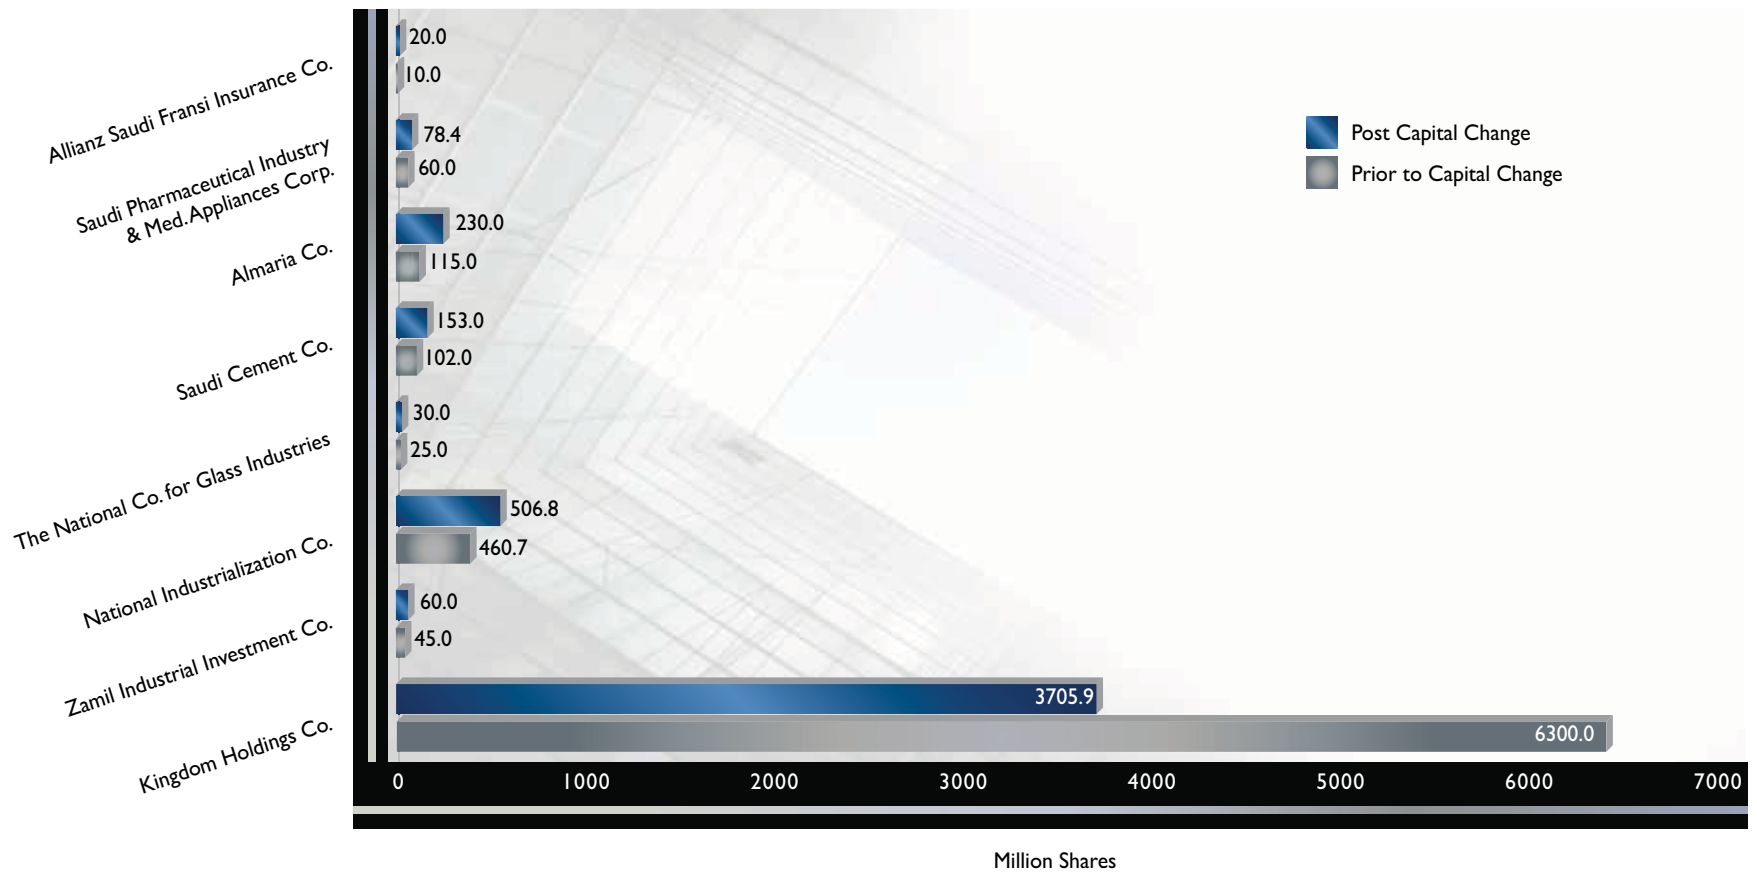 20.0
10.0
Allianz Saudi Fransi Insurance Co.
78.4
60.0
Saudi Pharmaceutical Industry
& Med. Appliances Corp.
230.0
115.0
Almaria Co.
153.0
102.0
Saudi Cement Co.
30.0
25.0
The National Co. for Glass Industries
506.8
460.7
National Industrialization Co.
60.0
45.0
Zamil Industrial Investment Co.
3705.9
6300.0
Kingdom Holdings Co.
Post Capital Change
Prior to Capital Change
0 1000 2000 3000 4000 5000 6000 7000
Million Shares